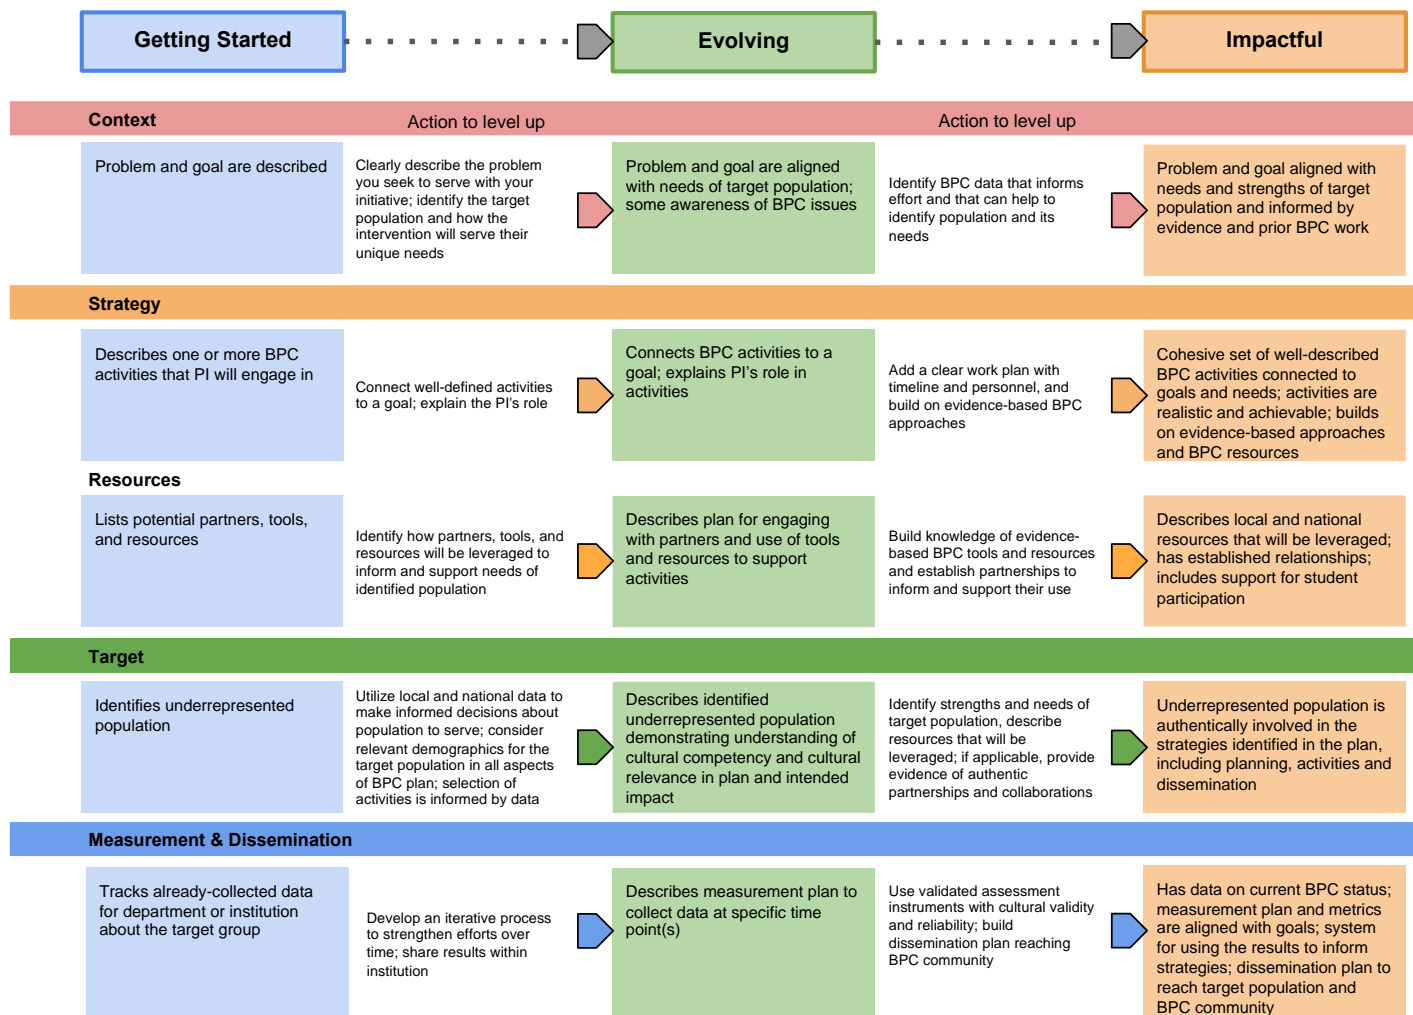 Getting Started
Evolving
Impactful
Context
Action to level up
Action to level up
Problem and goal are described
Clearly describe the problem
you seek to serve with your
initiative; identify the target
population and how the
intervention will serve their
unique needs
Problem and goal are aligned
with needs of target population;
some awareness of BPC issues
Identify BPC data that informs
effort and that can help to
identify population and its
needs
Problem and goal aligned with
needs and strengths of target
population and informed by
evidence and prior BPC work
Strategy
Describes one or more BPC
activities that PI will engage in
Connect well-defined activities
to a goal; explain the PI's role
Connects BPC activities to a
goal; explains PI's role in
activities
Add a clear work plan with
timeline and personnel, and
build on evidence-based BPC
approaches
Cohesive set of well-described
BPC activities connected to
goals and needs; activities are
realistic and achievable; builds
on evidence-based approaches
and BPC resources
Resources
Lists potential partners, tools,
and resources
Identify how partners, tools, and
resources will be leveraged to
inform and support needs of
identified population
Describes plan for engaging
with partners and use of tools
and resources to support
activities
Build knowledge of evidence-
based BPC tools and resources
and establish partnerships to
inform and support their use
Describes local and national
resources that will be leveraged;
has established relationships;
includes support for student
participation
Target
Identifies underrepresented
population
Utilize local and national data to
make informed decisions about
population to serve; consider
relevant demographics for the
target population in all aspects
of BPC plan; selection of
activities is informed by data
Describes identified
underrepresented population
demonstrating understanding of
cultural competency and cultural
relevance in plan and intended
impact
Identify strengths and needs of
target population, describe
resources that will be
leveraged; if applicable, provide
evidence of authentic
partnerships and collaborations
Underrepresented population is
authentically involved in the
strategies identified in the plan,
including planning, activities and
dissemination
Measurement & Dissemination
Tracks already-collected data
for department or institution
about the target group
Develop an iterative process
to strengthen efforts over
time; share results within
institution
Describes measurement plan to
collect data at specific time
point(s)
Use validated assessment
instruments with cultural validity
and reliability; build
dissemination plan reaching
BPC community
Has data on current BPC status;
measurement plan and metrics
are aligned with goals; system
for using the results to inform
strategies; dissemination plan to
reach target population and
BPC community